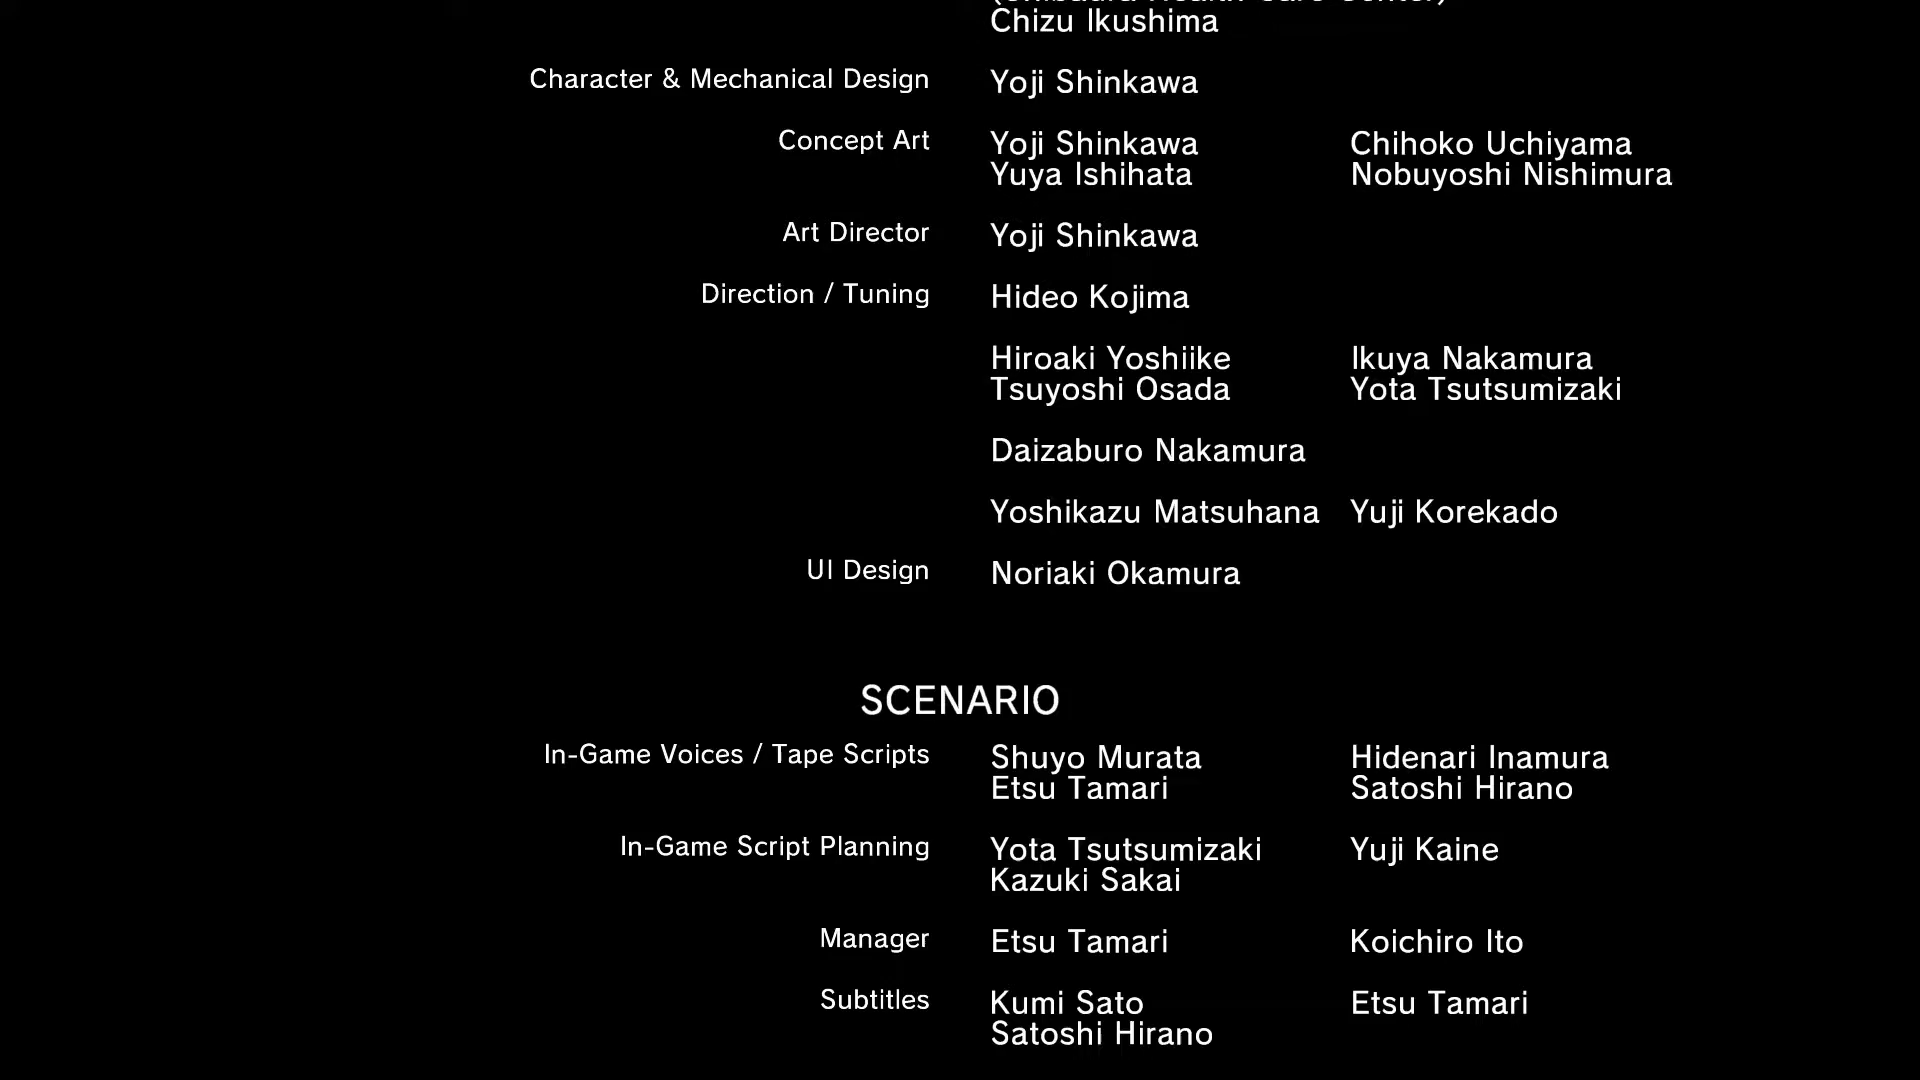 Chizu Ikushima
Character & Mechanical Design Yoji Shinkawa
Concept Art Yoji Shinkawa Chihoko Uchiyama
Yuya Ishihata Nobuyoshi Nishimura
Art Director Yoji Shinkawa
Direction / Tuning Hideo Kojima
Hiroaki Yoshiike Ikuya Nakamura
Tsuyoshi Osada Yota Tsutsumizaki
Daizaburo Nakamura
Yoshikazu Matsuhana Yuji Korekado
UI Design Noriaki Okamura
SCENARIO
In-Game Voices / Tape Scripts Shuyo Murata Hidenari Inamura
Etsu Tamari Satoshi Hirano
In-Game Script Planning Yota Tsutsumizaki Yuji Kaine
Kazuki Sakai
Manager Etsu Tamari Koichiro Ito
Subtitles Kumi Sato Etsu Tamari
Satoshi Hirano